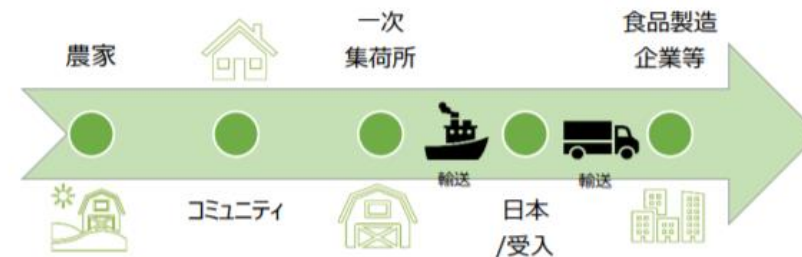 農家
コミュニティ
一次
集荷所
輸送
日本
/受入
輸送
食品製造
企業等